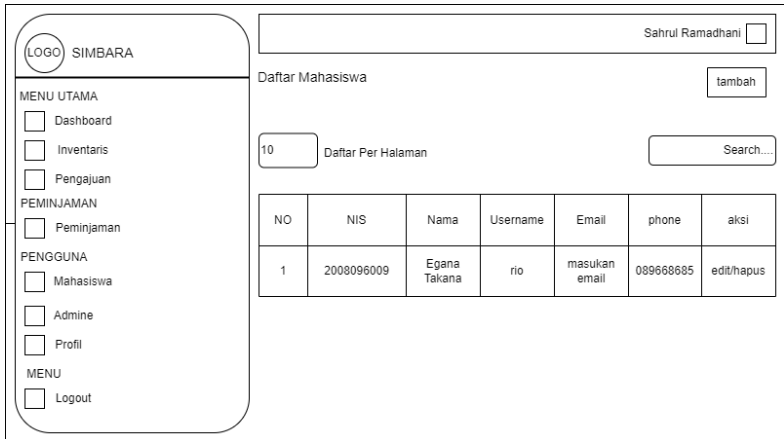 LOGO SIMBARA
MENU UTAMA
Dashboard
Inventaris
Pengajuan
PEMINJAMAN
Peminjaman
PENGGUNA
Mahasiswa
Admine
Profil
MENU
Logout
Sahrul Ramadhani
Daftar Mahasiswa
tambah
10 Daftar Per Halaman
Search....
NO NIS Nama Username Email phone aksi
1 2008096009 Egana Takana rio masukan email 089668685 edit/hapus